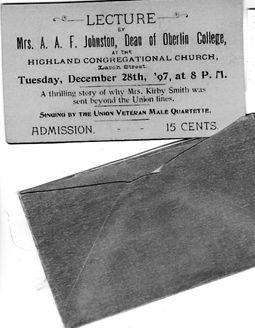 LECTURE
BY
Mrs. A. A. F. Johnston, Dean of Oberlin College,
AT THE
HIGHLAND CONGREGATIONAL CHURCH,
Larch Street.
Tuesday, December 28th, '97, at 8 P. M.
A thrilling story of why Mrs. Kirby Smith was
sent beyond the Union lines.
SINGING BY THE UNION VETERAN MALE QUARTETTE.
ADMISSION. - - 15 CENTS.